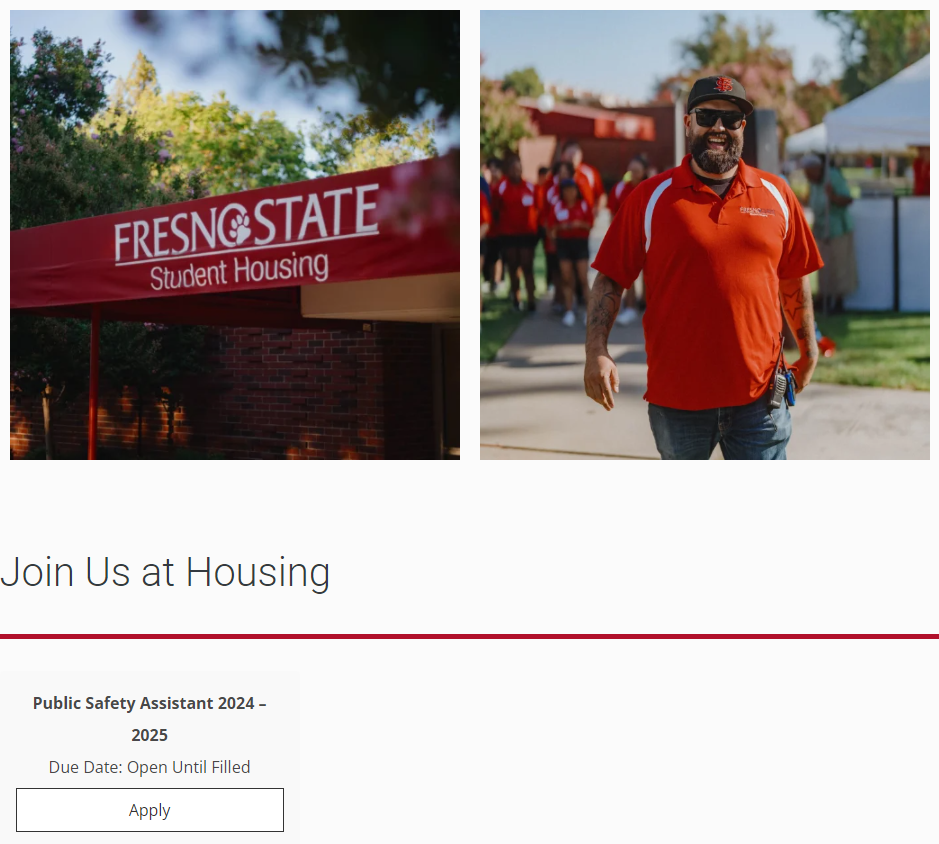 FRESNO STATE
Student Housing
Join Us at Housing
Public Safety Assistant 2024 –
2025
Due Date: Open Until Filled
Apply